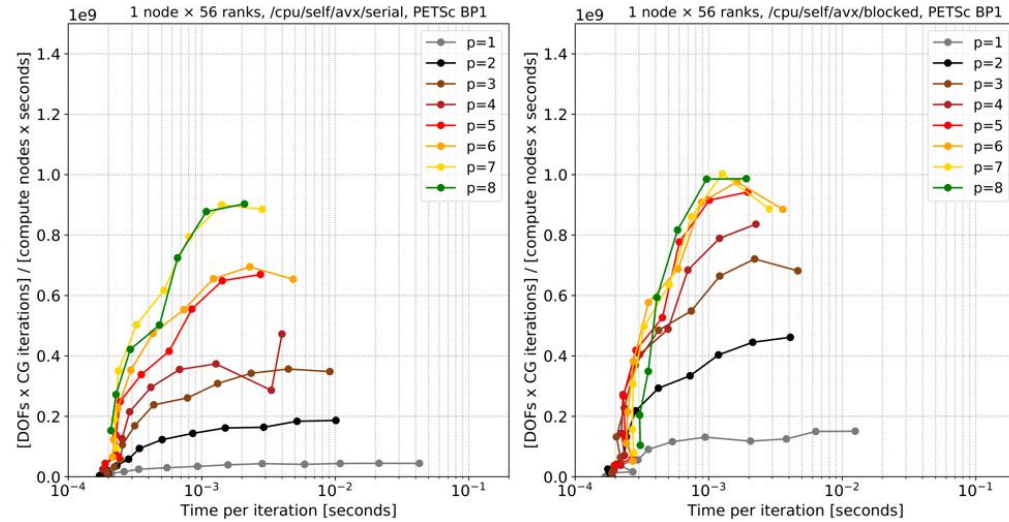 1 node × 56 ranks, /cpu/self/avx/serial, PETSc BP1
1e9
[DOFs x CG iterations] / [compute nodes x seconds]
1.4
1.2
1.0
0.8
0.6
0.4
0.2
0.0
p=1
p=2
p=3
p=4
p=5
p=6
p=7
p=8
10⁻⁴ 10⁻³ 10⁻² 10⁻¹
Time per iteration [seconds]
1 node × 56 ranks, /cpu/self/avx/blocked, PETSc BP1
1e9
[DOFs x CG iterations] / [compute nodes x seconds]
1.4
1.2
1.0
0.8
0.6
0.4
0.2
0.0
p=1
p=2
p=3
p=4
p=5
p=6
p=7
p=8
10⁻⁴ 10⁻³ 10⁻² 10⁻¹
Time per iteration [seconds]